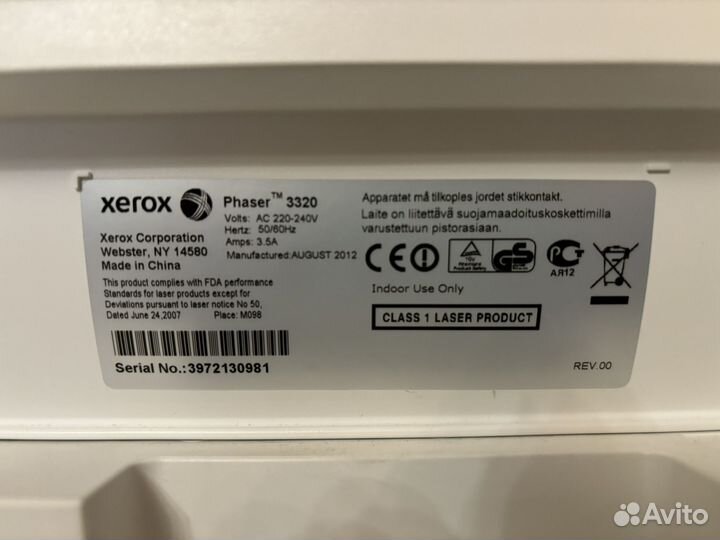 xerox
Phaser™ 3320
Volts: AC 220-240V
Hertz: 50/60Hz
Amps: 3.5A
Manufactured:AUGUST 2012
Xerox Corporation
Webster, NY 14580
Made in China
This product complies with FDA performance
Standards for laser products except for
Deviations pursuant to laser notice No 50,
Dated June 24,2007 Place: M098
Serial No.:3972130981
Apparatet må tilkoples jordet stikkontakt.
Laite on liitettävä suojamaadoituskoskettimilla
varustettuun pistorasiaan.
CE
GS
АЯ12
Indoor Use Only
CLASS 1 LASER PRODUCT
REV.00
Avito